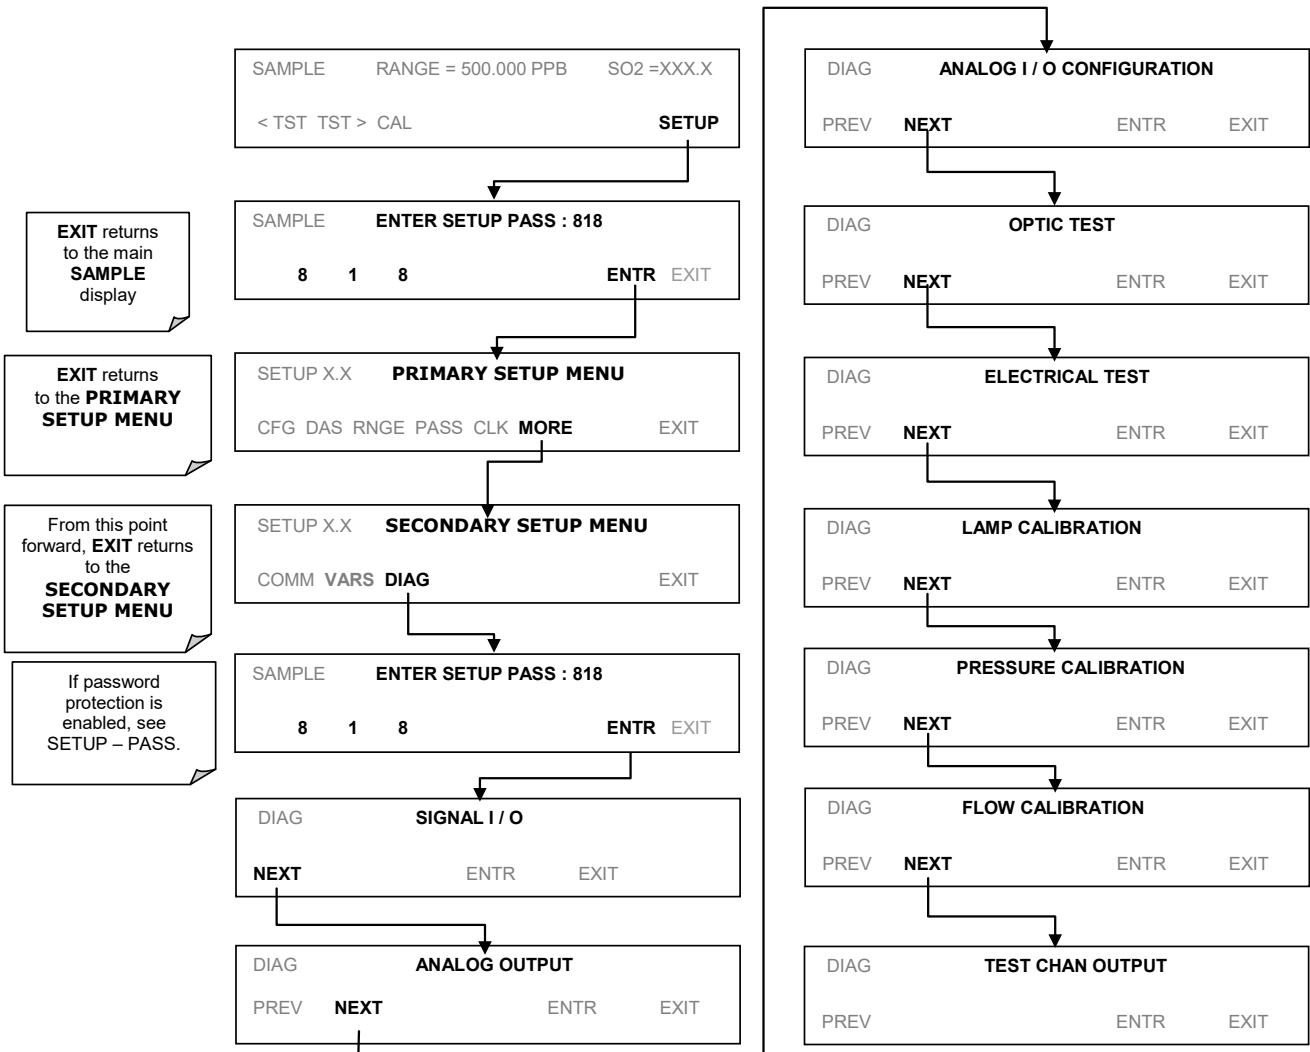 SAMPLE RANGE = 500.000 PPB SO2 =XXX.X
< TST TST > CAL SETUP
EXIT returns
to the main
SAMPLE
display
SAMPLE ENTER SETUP PASS : 818
8 1 8 ENTR EXIT
EXIT returns
to the PRIMARY
SETUP MENU
SETUP X.X PRIMARY SETUP MENU
CFG DAS RNGE PASS CLK MORE EXIT
From this point
forward, EXIT returns
to the
SECONDARY
SETUP MENU
SETUP X.X SECONDARY SETUP MENU
COMM VARS DIAG EXIT
If password
protection is
enabled, see
SETUP – PASS.
SAMPLE ENTER SETUP PASS : 818
8 1 8 ENTR EXIT
DIAG SIGNAL I / O
NEXT ENTR EXIT
DIAG ANALOG OUTPUT
PREV NEXT ENTR EXIT
DIAG ANALOG I / O CONFIGURATION
PREV NEXT ENTR EXIT
DIAG OPTIC TEST
PREV NEXT ENTR EXIT
DIAG ELECTRICAL TEST
PREV NEXT ENTR EXIT
DIAG LAMP CALIBRATION
PREV NEXT ENTR EXIT
DIAG PRESSURE CALIBRATION
PREV NEXT ENTR EXIT
DIAG FLOW CALIBRATION
PREV NEXT ENTR EXIT
DIAG TEST CHAN OUTPUT
PREV ENTR EXIT